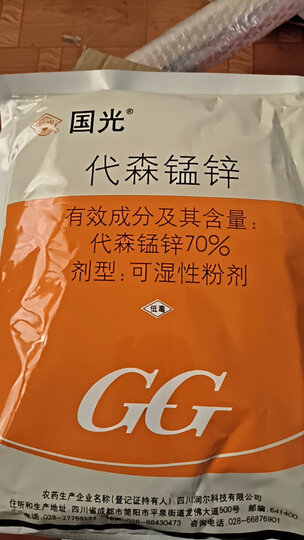 国光®
代森锰锌
有效成分及其含量:
代森锰锌70%
剂型:可湿性粉剂
低毒
GG
农药生产企业名称(登记证持有人):四川润尔科技有限公司
住所和生产地址:四川省成都市简阳市平泉街道龙佛大道500号 邮编:641400
电话:028-27759177 028-88430473 咨询电话:028-66876901